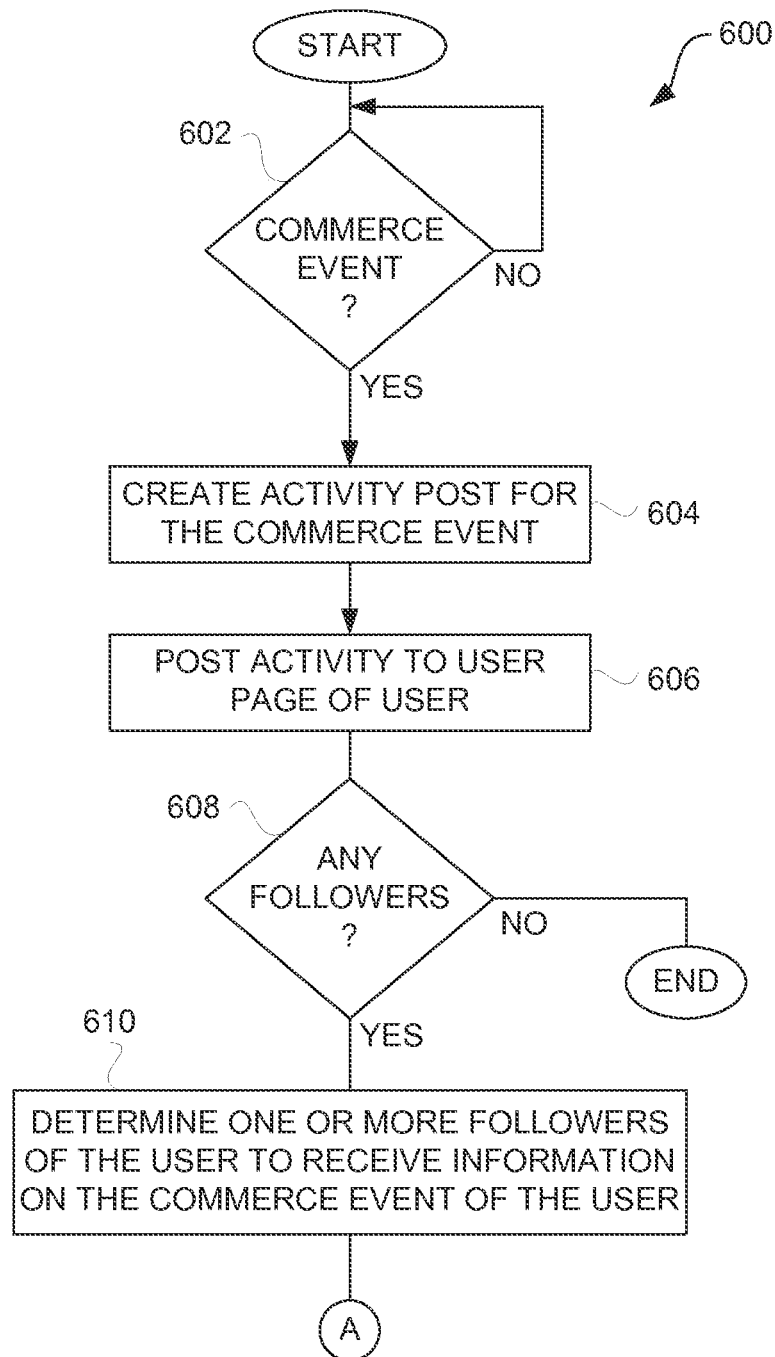 START
600
602
COMMERCE
EVENT
?
NO
YES
CREATE ACTIVITY POST FOR
THE COMMERCE EVENT
604
POST ACTIVITY TO USER
PAGE OF USER
606
608
ANY
FOLLOWERS
?
NO
END
YES
610
DETERMINE ONE OR MORE FOLLOWERS
OF THE USER TO RECEIVE INFORMATION
ON THE COMMERCE EVENT OF THE USER
A